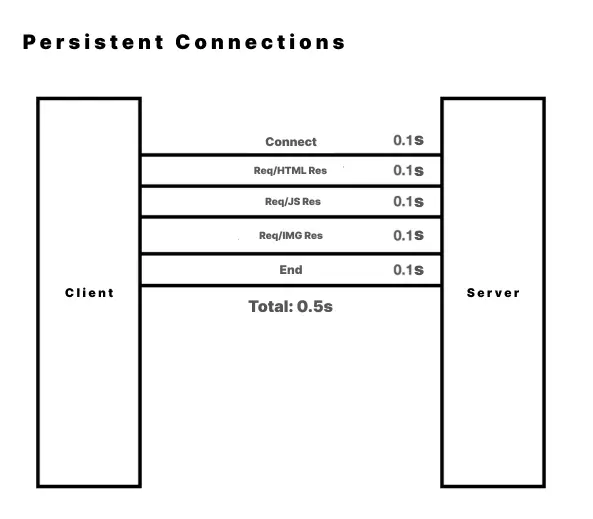 Persistent Connections
Connect 0.1s
Req/HTML Res 0.1s
Req/JS Res 0.1s
Req/IMG Res 0.1s
End 0.1s
Client
Server
Total: 0.5s